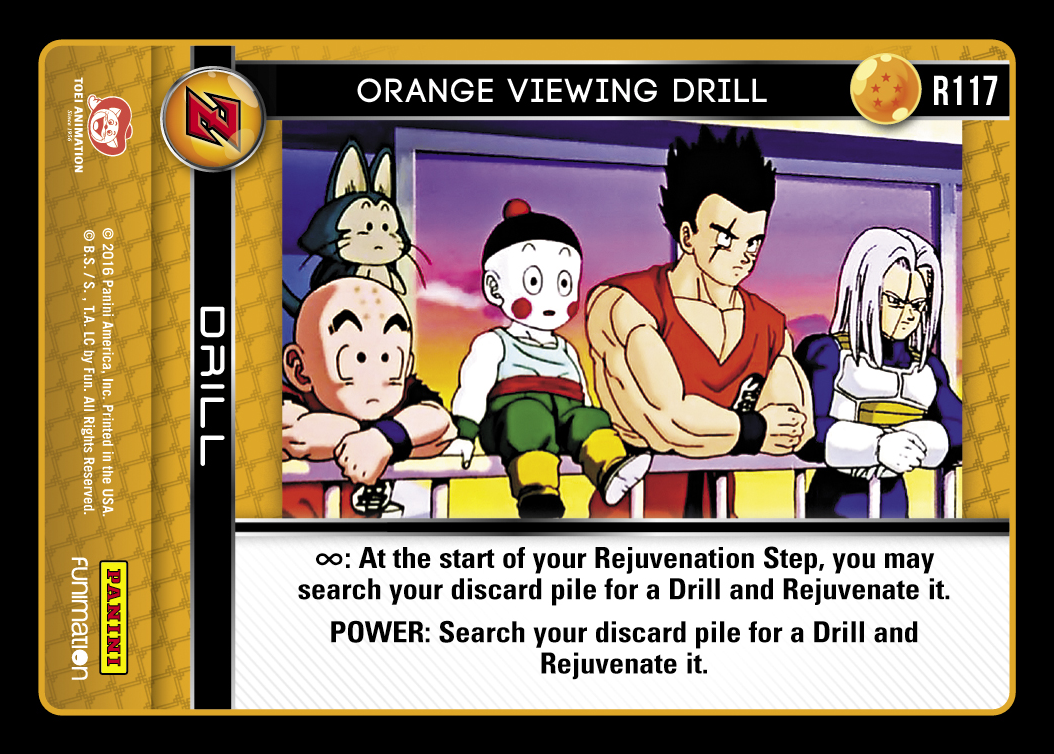 ORANGE VIEWING DRILL
R117
DRILL
∞: At the start of your Rejuvenation Step, you may
search your discard pile for a Drill and Rejuvenate it.
POWER: Search your discard pile for a Drill and
Rejuvenate it.
TOEI ANIMATION
Since 1956
© 2016 Panini America, Inc. Printed in the USA.
© B.S. / S. , T.A. LC by Fun. All Rights Reserved.
PANINI
FUNIMATION